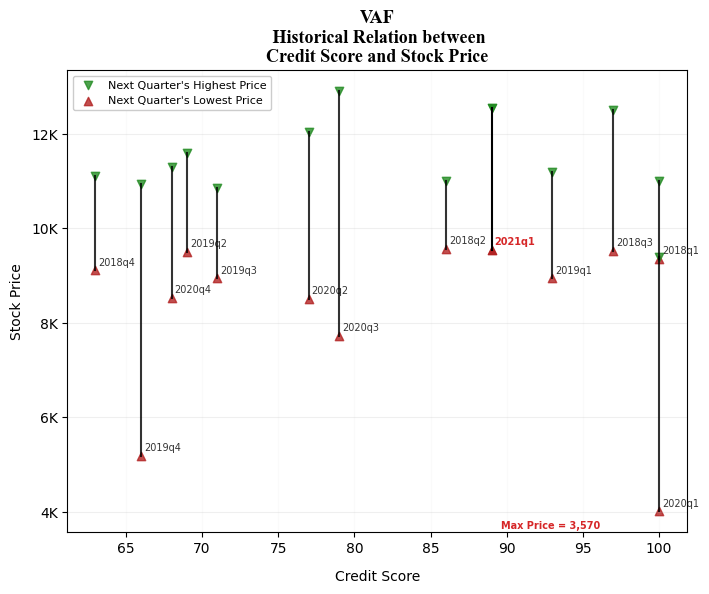 VAF
Historical Relation between
Credit Score and Stock Price
Next Quarter's Highest Price
Next Quarter's Lowest Price
12K
10K
8K
6K
4K
Stock Price
2018q4
2019q4
2020q4
2019q2
2019q3
2020q2
2020q3
2018q2
2021q1
2019q1
2018q3
2018q1
2020q1
Max Price = 3,570
65 70 75 80 85 90 95 100
Credit Score